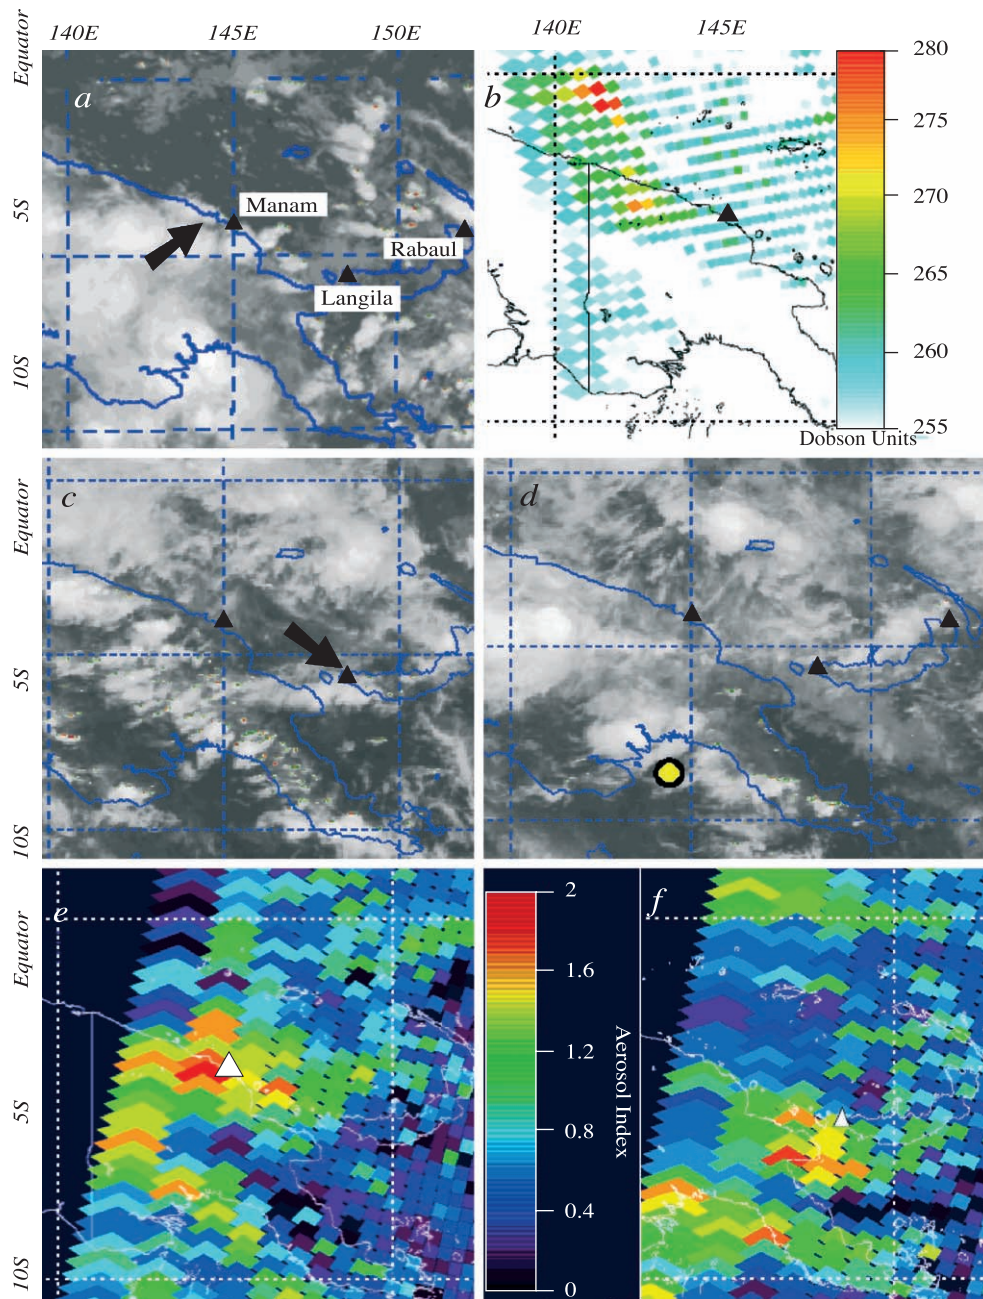 140E 145E 150E
140E 145E
Equator
5S
10S
a
Manam
Rabaul
Langila
b
280
275
270
265
260
255
Dobson Units
Equator
5S
10S
c
d
Equator
5S
10S
e
2
1.6
1.2
0.8
0.4
0
Aerosol Index
f